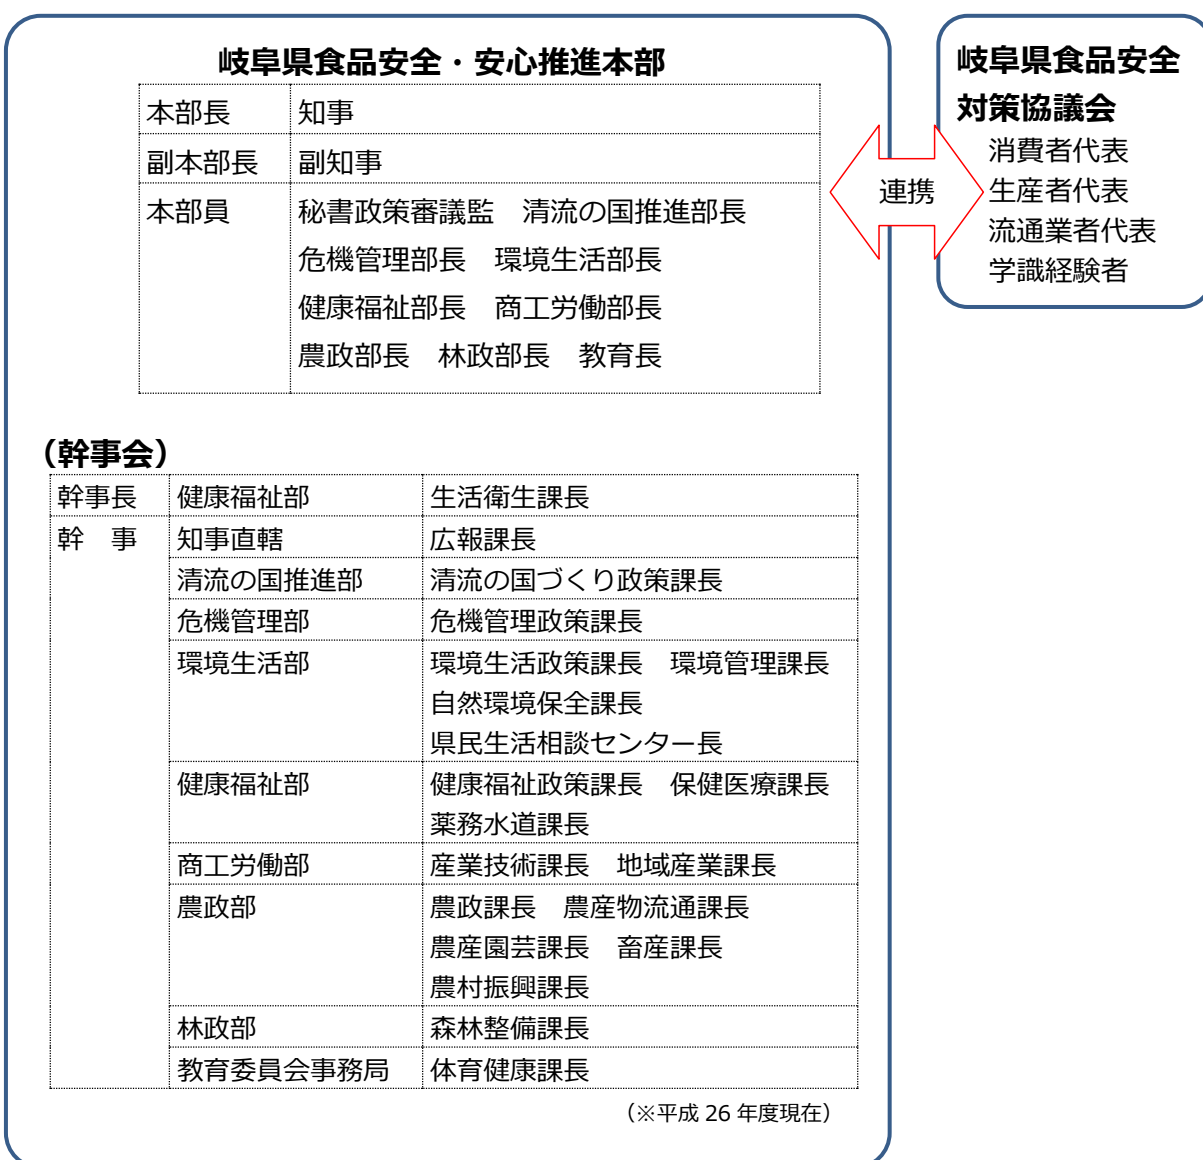 岐阜県食品安全・安心推進本部
本部長 知事
副本部長 副知事
本部員 秘書政策審議監　清流の国推進部長
危機管理部長　環境生活部長
健康福祉部長　商工労働部長
農政部長　林政部長　教育長
連携
岐阜県食品安全
対策協議会
消費者代表
生産者代表
流通業者代表
学識経験者
（幹事会）
幹事長 健康福祉部 生活衛生課長
幹　事 知事直轄 広報課長
清流の国推進部 清流の国づくり政策課長
危機管理部 危機管理政策課長
環境生活部 環境生活政策課長　環境管理課長
自然環境保全課長
県民生活相談センター長
健康福祉部 健康福祉政策課長　保健医療課長
薬務水道課長
商工労働部 産業技術課長　地域産業課長
農政部 農政課長　農産物流通課長
農産園芸課長　畜産課長
農村振興課長
林政部 森林整備課長
教育委員会事務局 体育健康課長
（※平成 26 年度現在）